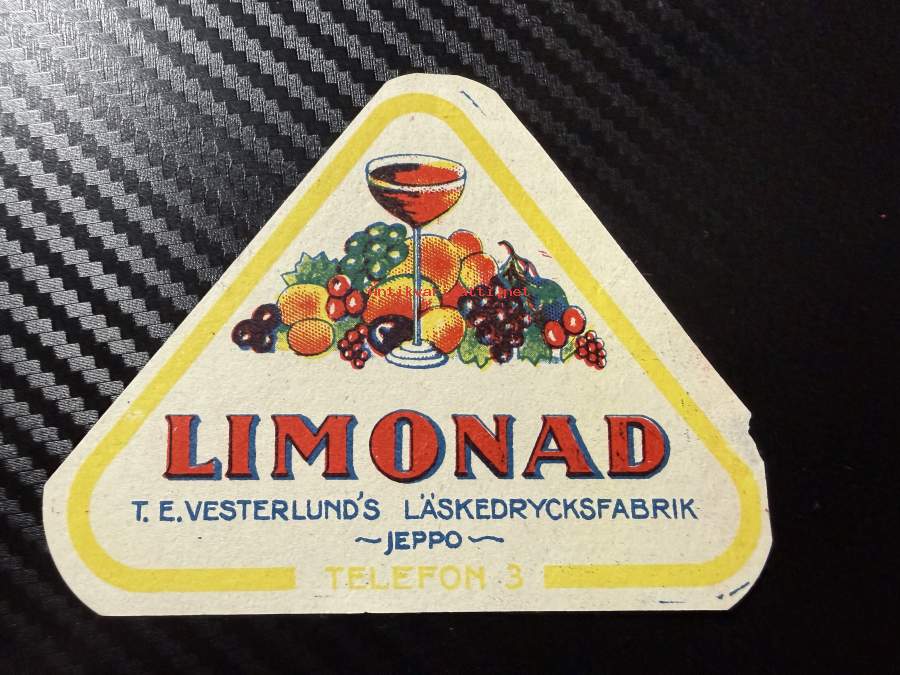 LIMONAD
T. E. VESTERLUND'S LÄSKEDRYCKSFABRIK
~JEPPO~
TELEFON 3